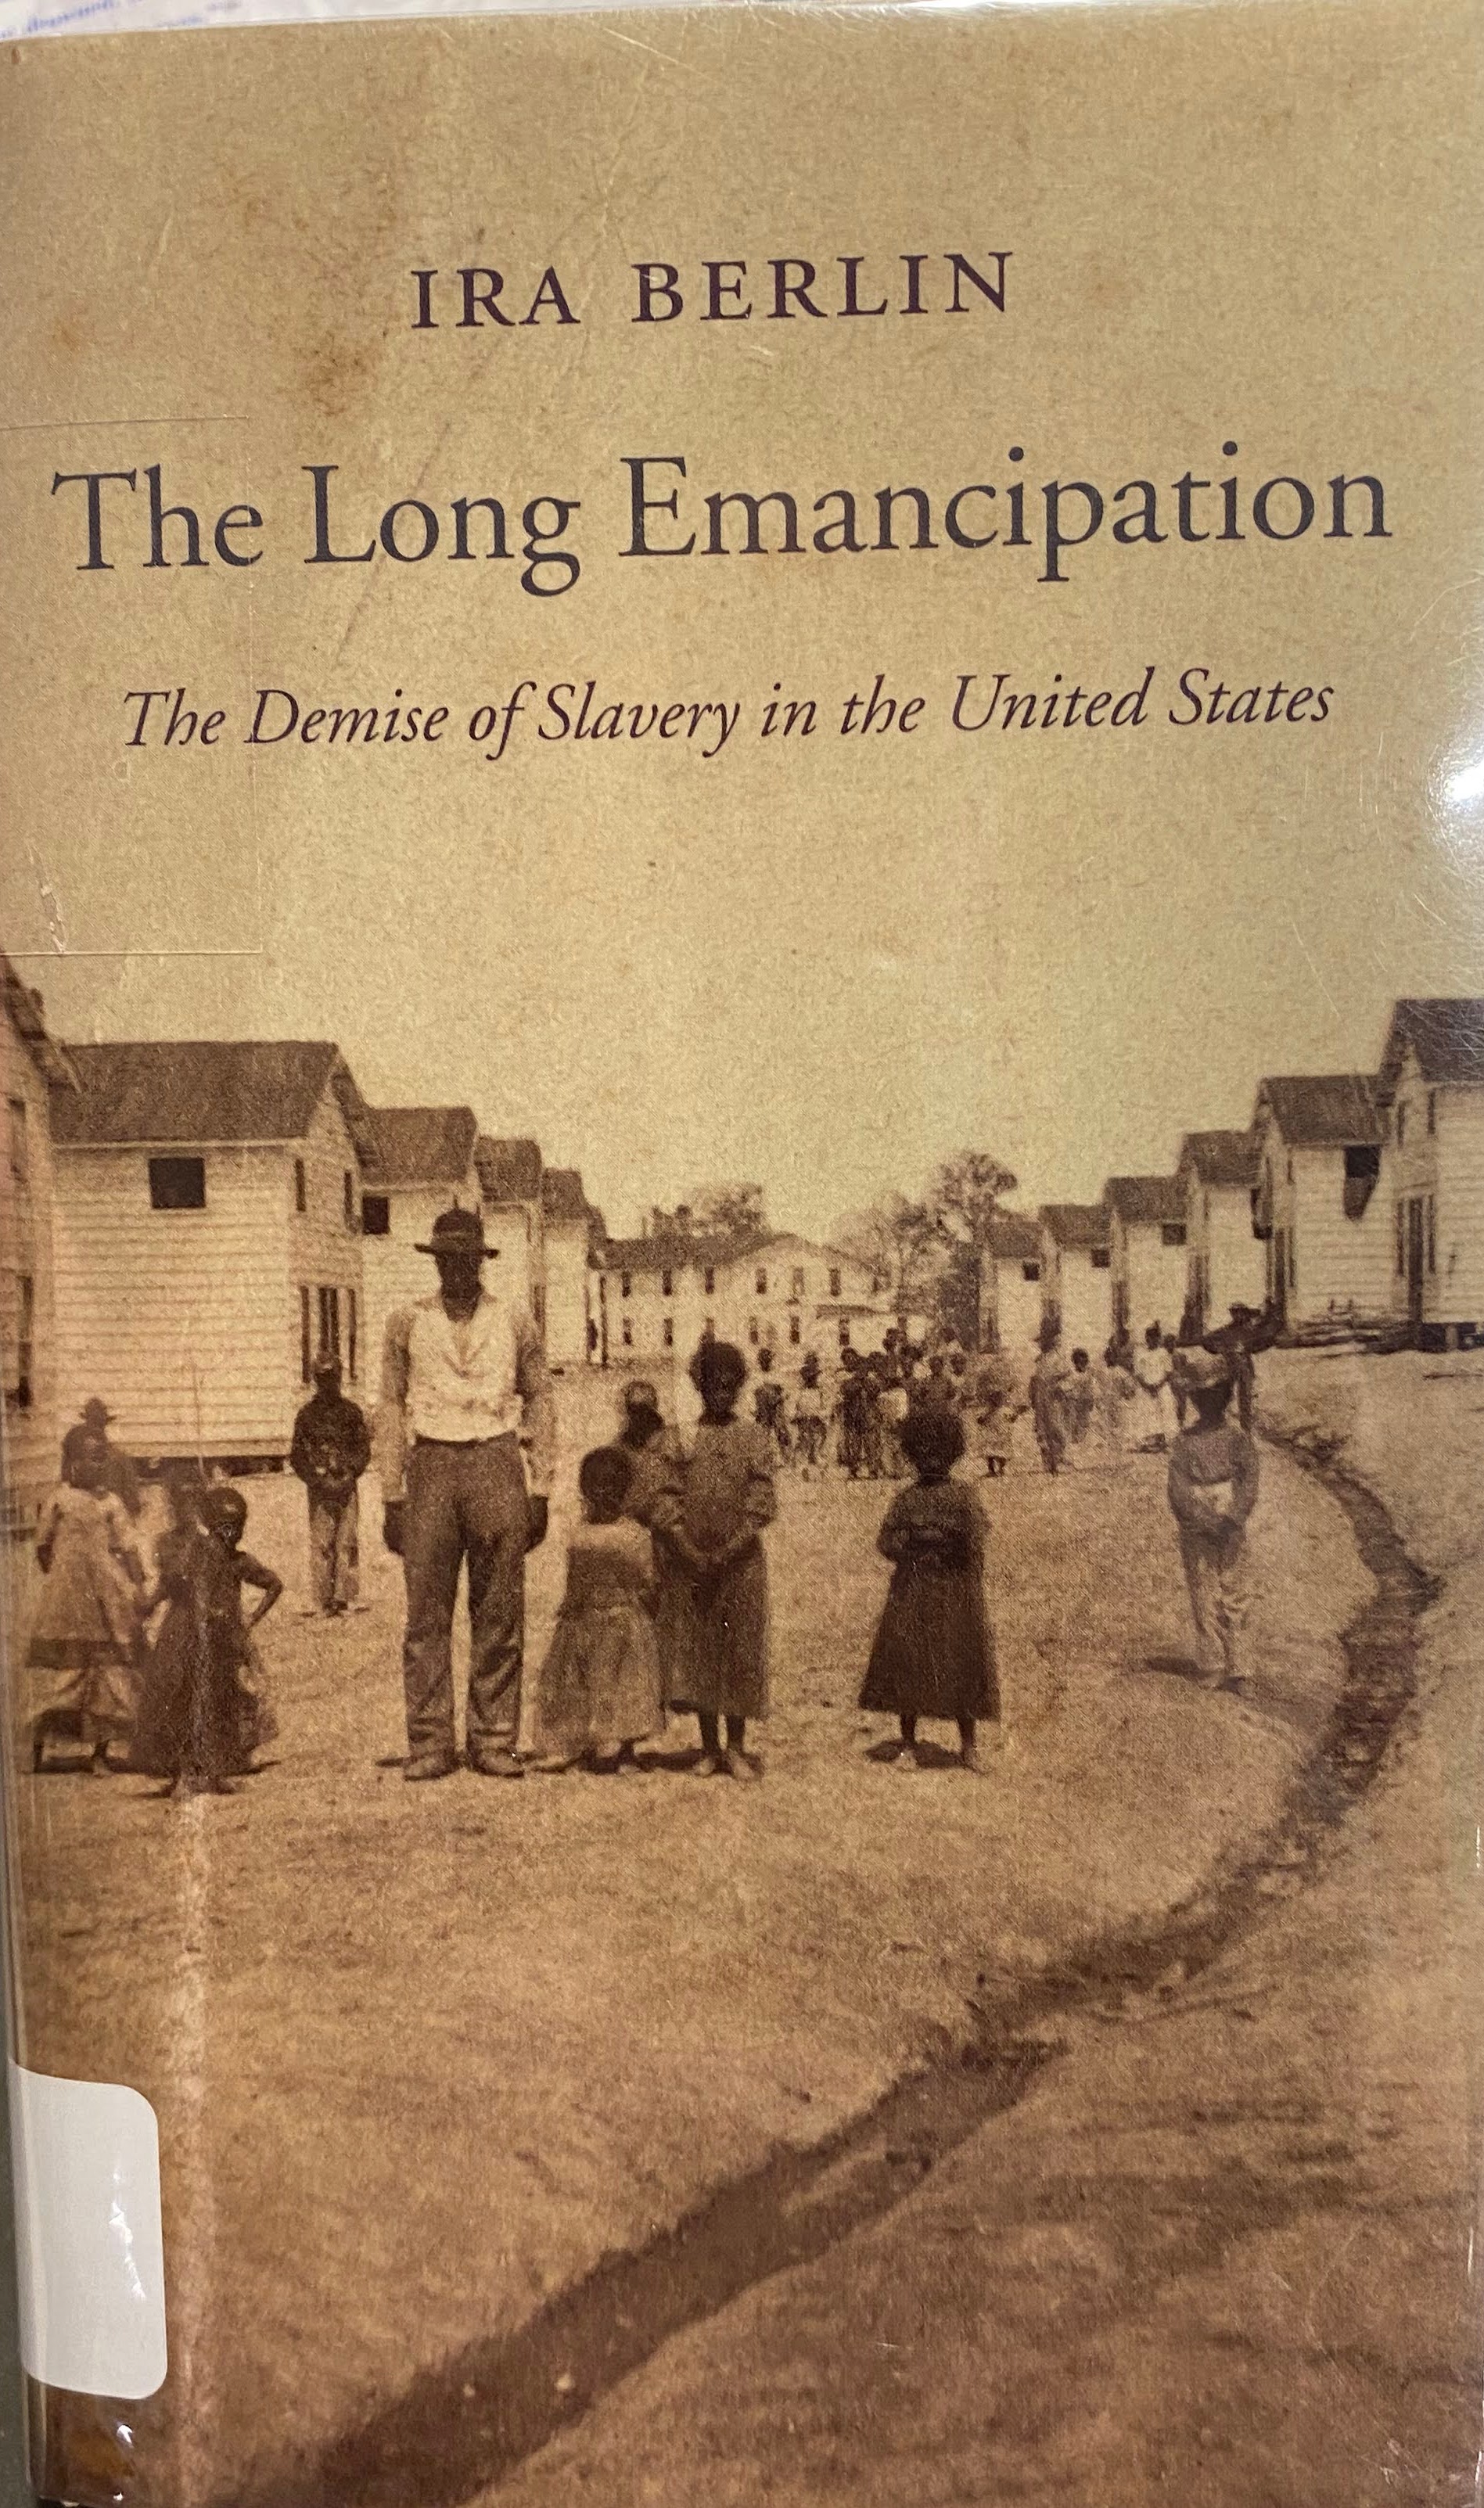 IRA BERLIN
The Long Emancipation
The Demise of Slavery in the United States